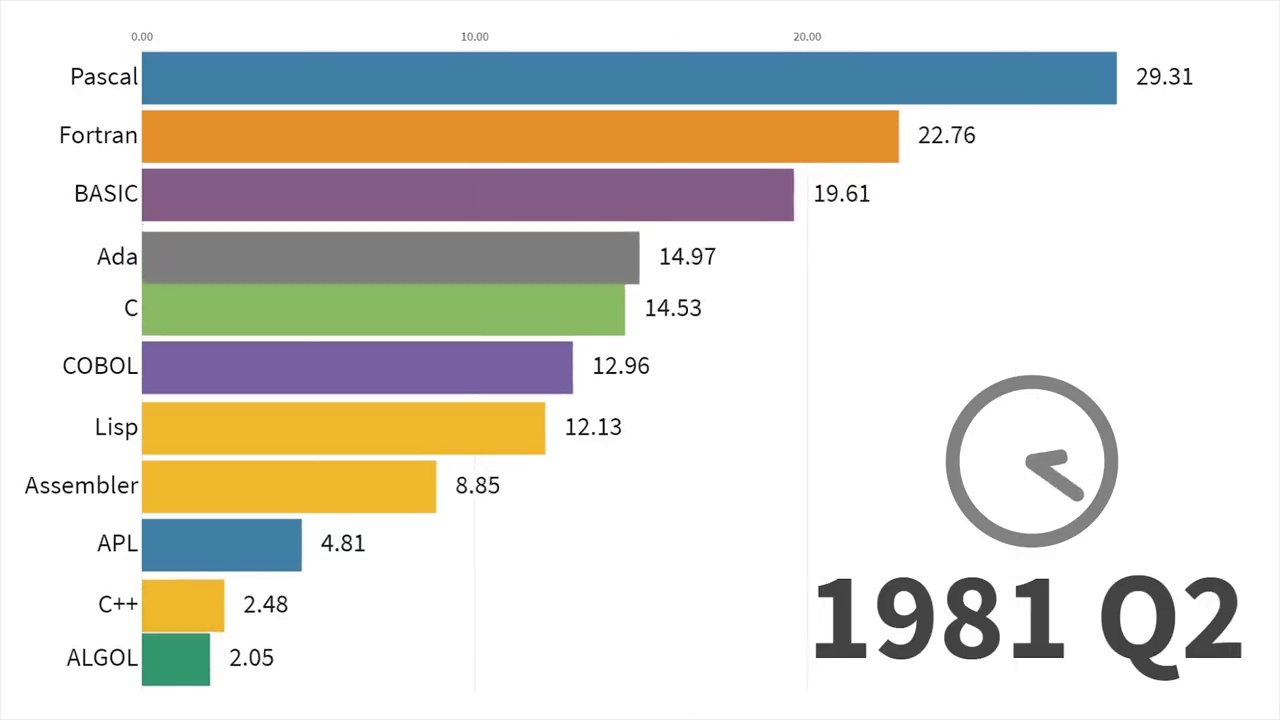 0.00 10.00 20.00
Pascal 29.31
Fortran 22.76
BASIC 19.61
Ada 14.97
C 14.53
COBOL 12.96
Lisp 12.13
Assembler 8.85
APL 4.81
C++ 2.48
ALGOL 2.05
1981 Q2